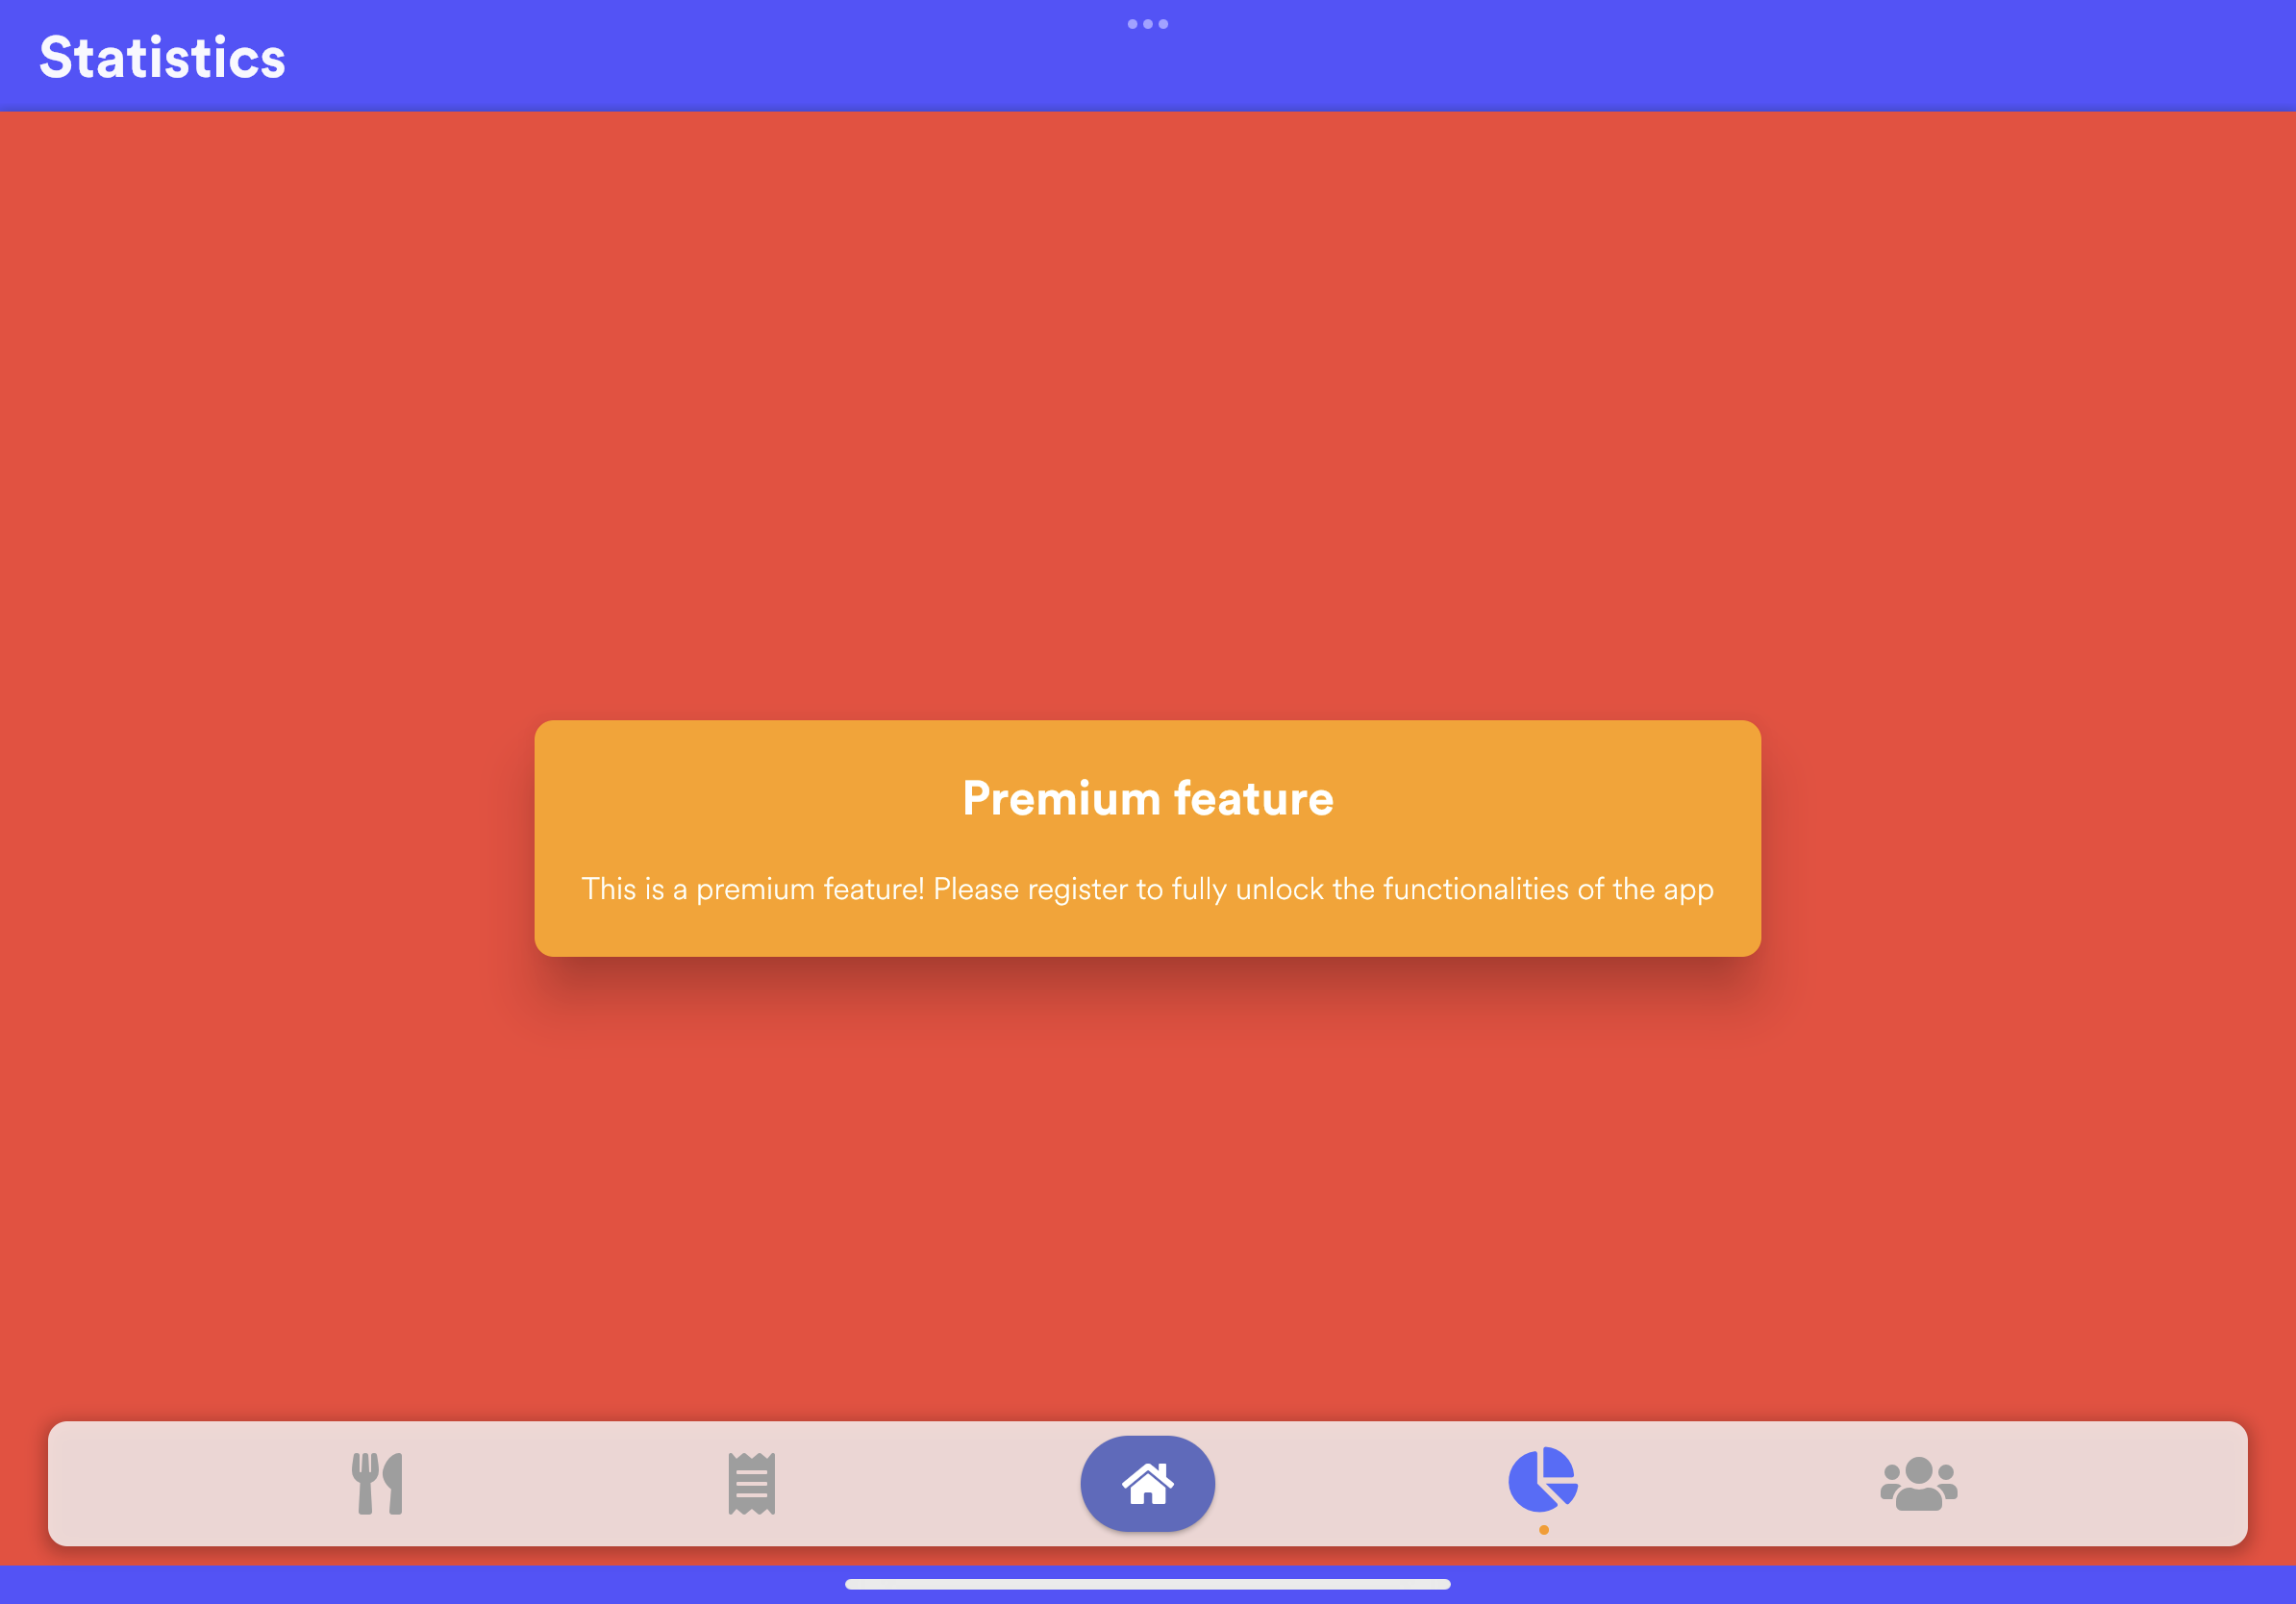 Statistics
Premium feature
This is a premium feature! Please register to fully unlock the functionalities of the app